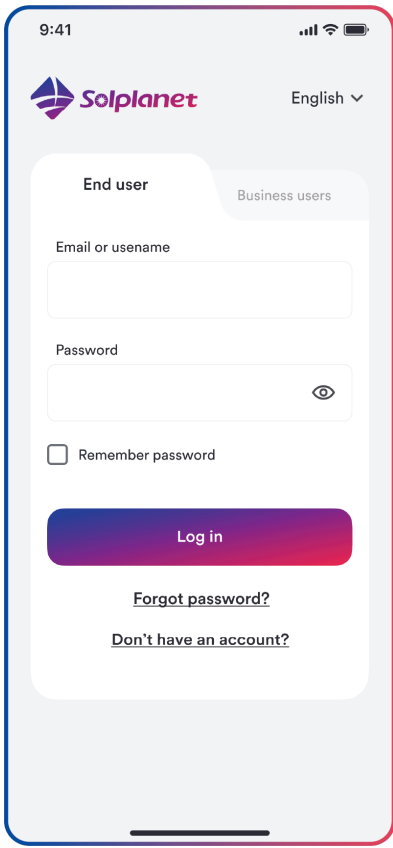 9:41
Solplanet
English
End user
Business users
Email or usename
Password
Remember password
Log in
Forgot password?
Don't have an account?